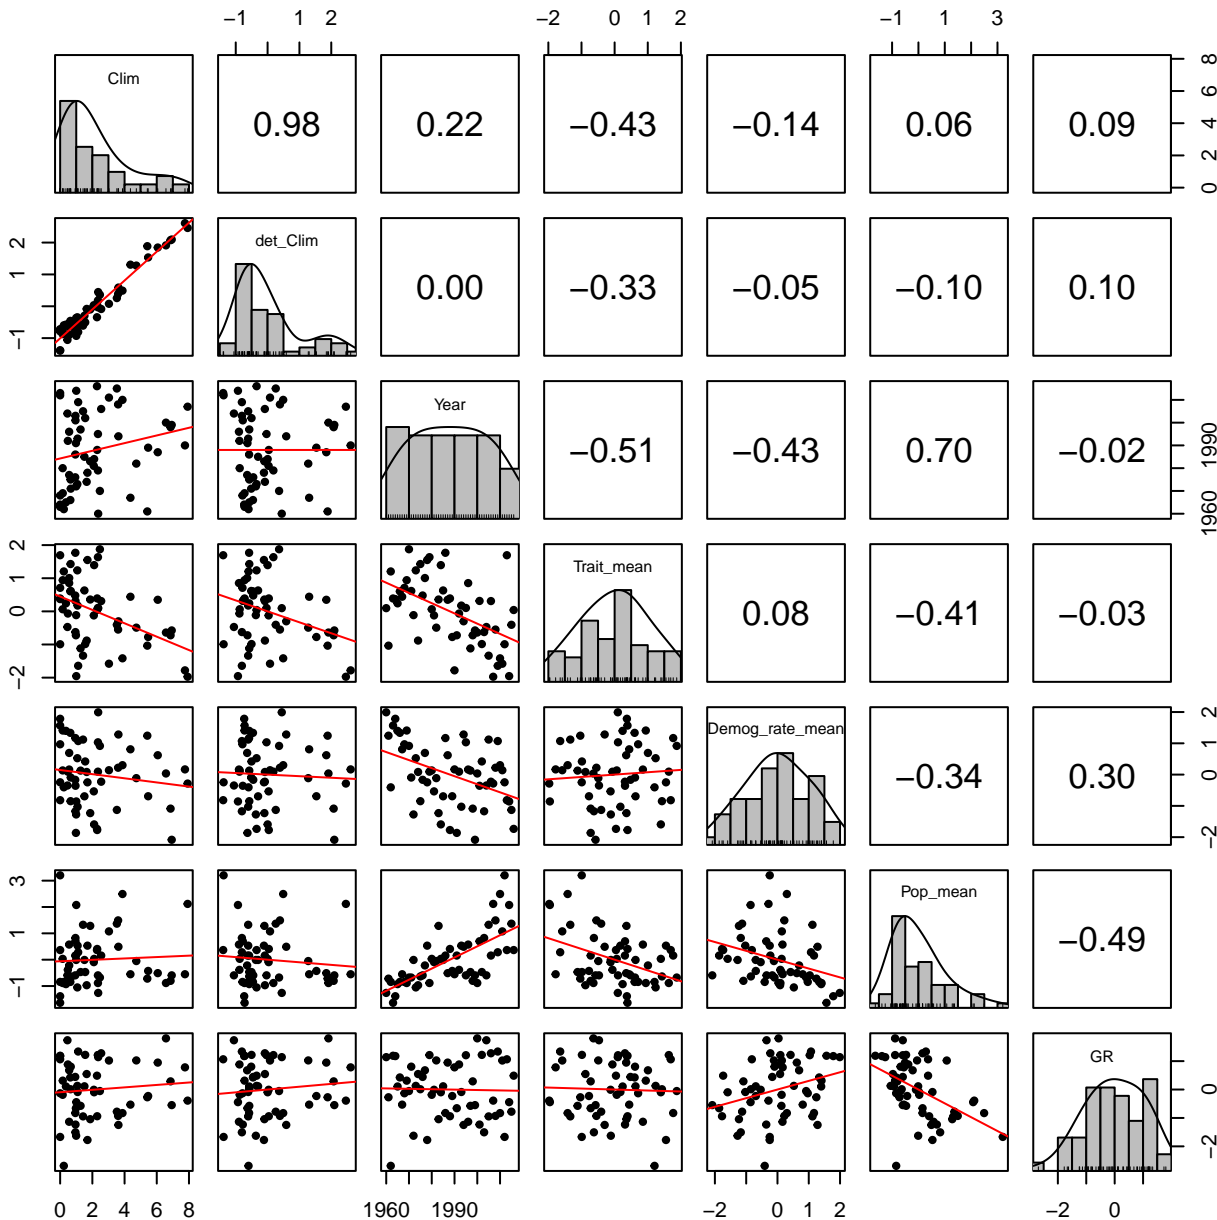 −1 1 2 −2 0 1 2 −1 1 3
Clim 0.98 0.22 −0.43 −0.14 0.06 0.09 0 2 4 6 8
−1 1 2 det_Clim 0.00 −0.33 −0.05 −0.10 0.10
Year −0.51 −0.43 0.70 −0.02 1960 1990
−2 0 1 2 Trait_mean 0.08 −0.41 −0.03
Demog_rate_mean −0.34 0.30 −2 0 1 2
−1 1 3 Pop_mean −0.49
GR −2 0
0 2 4 6 8 1960 1990 −2 0 1 2 −2 0